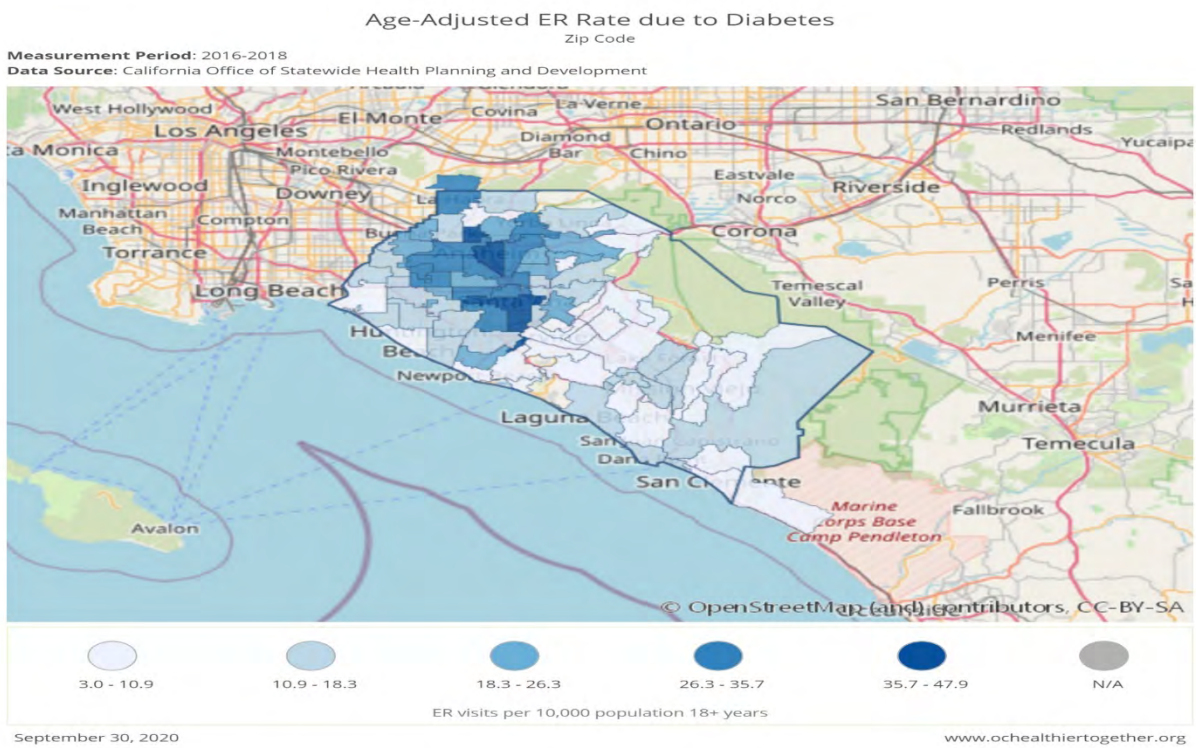 Age-Adjusted ER Rate due to Diabetes
Zip Code
Measurement Period: 2016-2018
Data Source: California Office of Statewide Health Planning and Development
West Hollywood
El Monte
Covina
La Verne
San Bernardino
Los Angeles
Ontario
Redlands
Diamond
Bar
Chino
Yucaipa
Monica
Montebello
Pico Rivera
Eastvale
Inglewood
Downey
Riverside
Norco
Manhattan
Beach
Compton
Corona
Torrance
Long Beach
Temescal
Valley
Perris
Menifee
Newport
Laguna Beach
Murrieta
Temecula
San Clemente
Avalon
Marine
Corps Base
Camp Pendleton
Fallbrook
© OpenStreetMap (and) contributors, CC-BY-SA
3.0 - 10.9
10.9 - 18.3
18.3 - 26.3
26.3 - 35.7
35.7 - 47.9
N/A
ER visits per 10,000 population 18+ years
September 30, 2020
www.ochealthiertogether.org